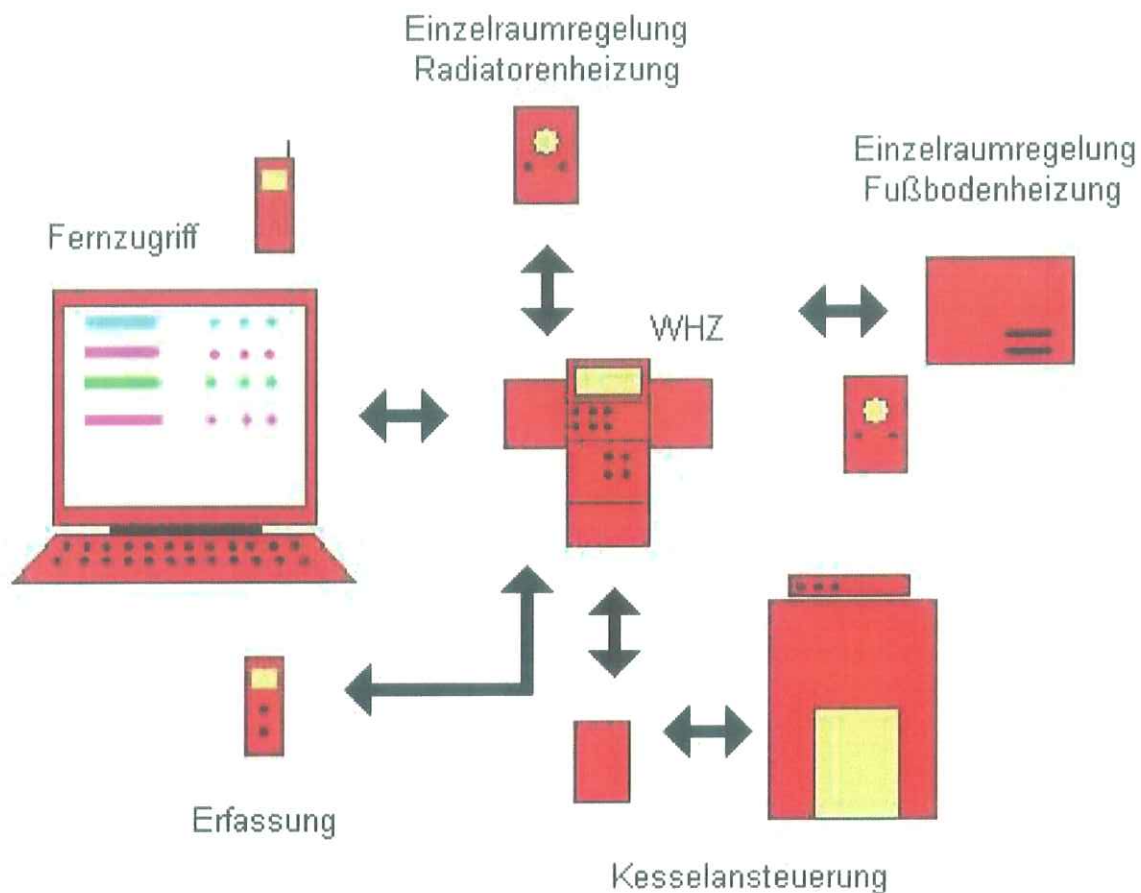 Einzelraumregelung
Radiatorenheizung
Einzelraumregelung
Fußbodenheizung
Fernzugriff
WHZ
Erfassung
Kesselansteuerung